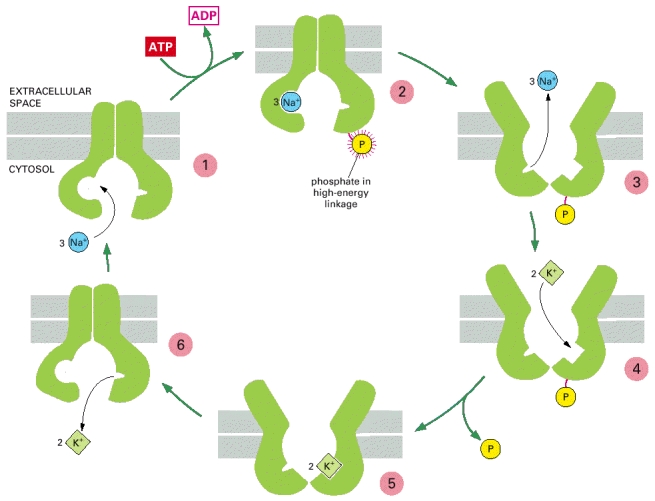 ADP
ATP
EXTRACELLULAR
SPACE
CYTOSOL
1
3 Na+
3 Na+
2
P
phosphate in
high-energy
linkage
3 Na+
3
P
2 K+
4
P
P
2 K+
5
6
2 K+